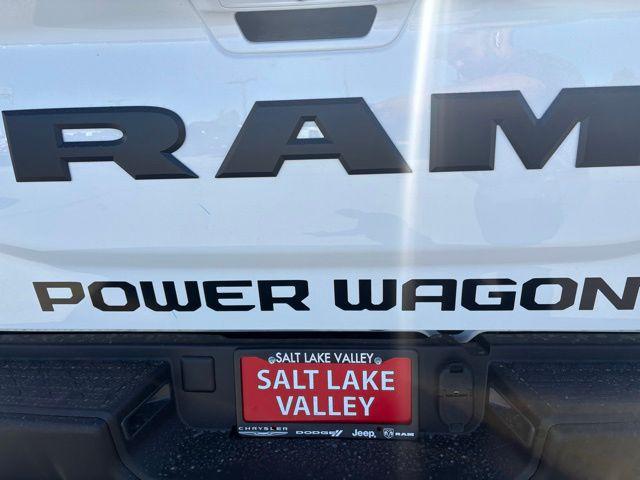 RAM
POWER WAGON
SALT LAKE VALLEY
SALT LAKE
VALLEY
CHRYSLER DODGE Jeep RAM